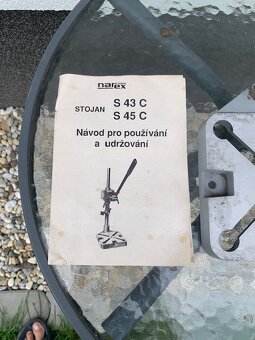 narex
STOJAN
S 43 C
S 45 C
Návod pro používání
a udržování